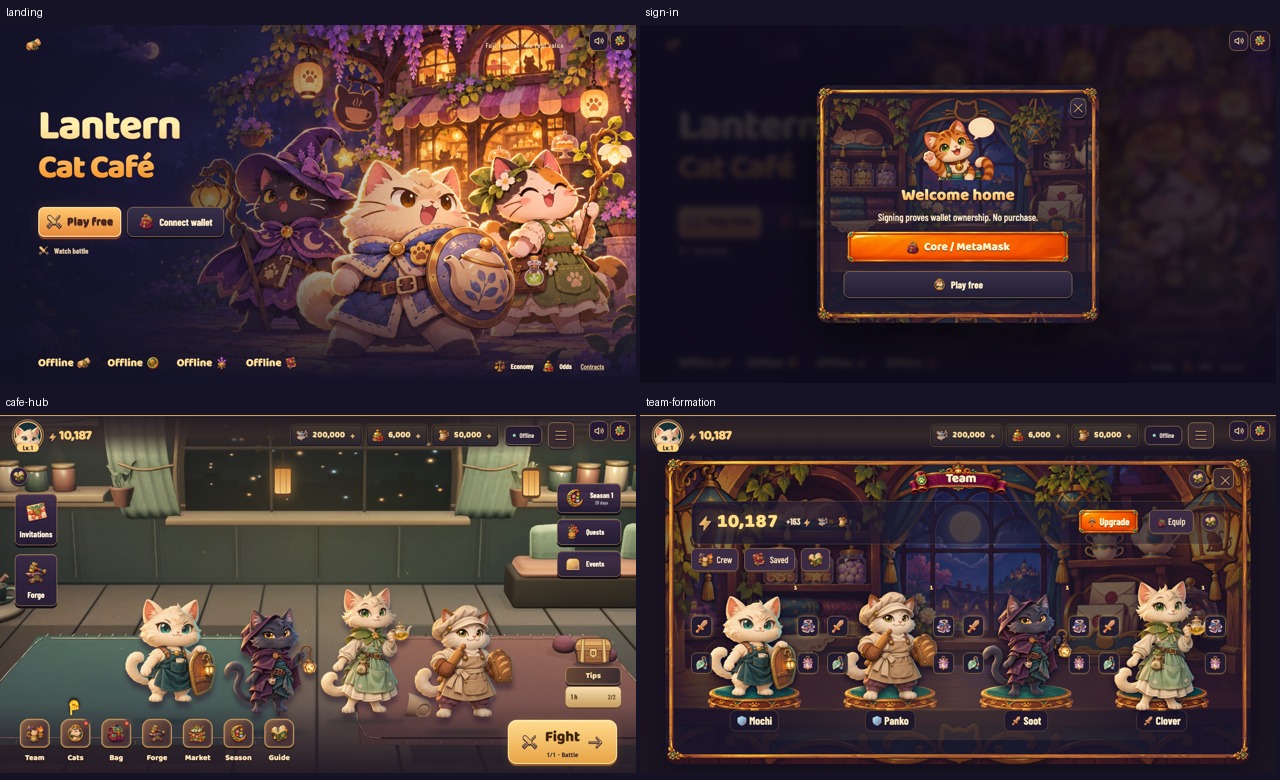 landing
Lantern
Cat Café
Play free
Connect wallet
Watch battle
Offline
Offline
Offline
Offline
Economy
Odds
Contracts
sign-in
Welcome home
Signing proves wallet ownership. No purchase.
Core / MetaMask
Play free
cafe-hub
Lv. 1
10,187
200,000 +
6,000 +
50,000 +
Offline
Invitations
Forge
Season 1
Quests
Events
Tips
1h
2/2
Team
Cats
Bag
Forge
Market
Season
Guide
Fight
1/1 · Battle
team-formation
Lv. 1
10,187
200,000 +
6,000 +
50,000 +
Offline
Team
10,187
+163
Upgrade
Equip
Crew
Saved
Mochi
Panko
Soot
Clover